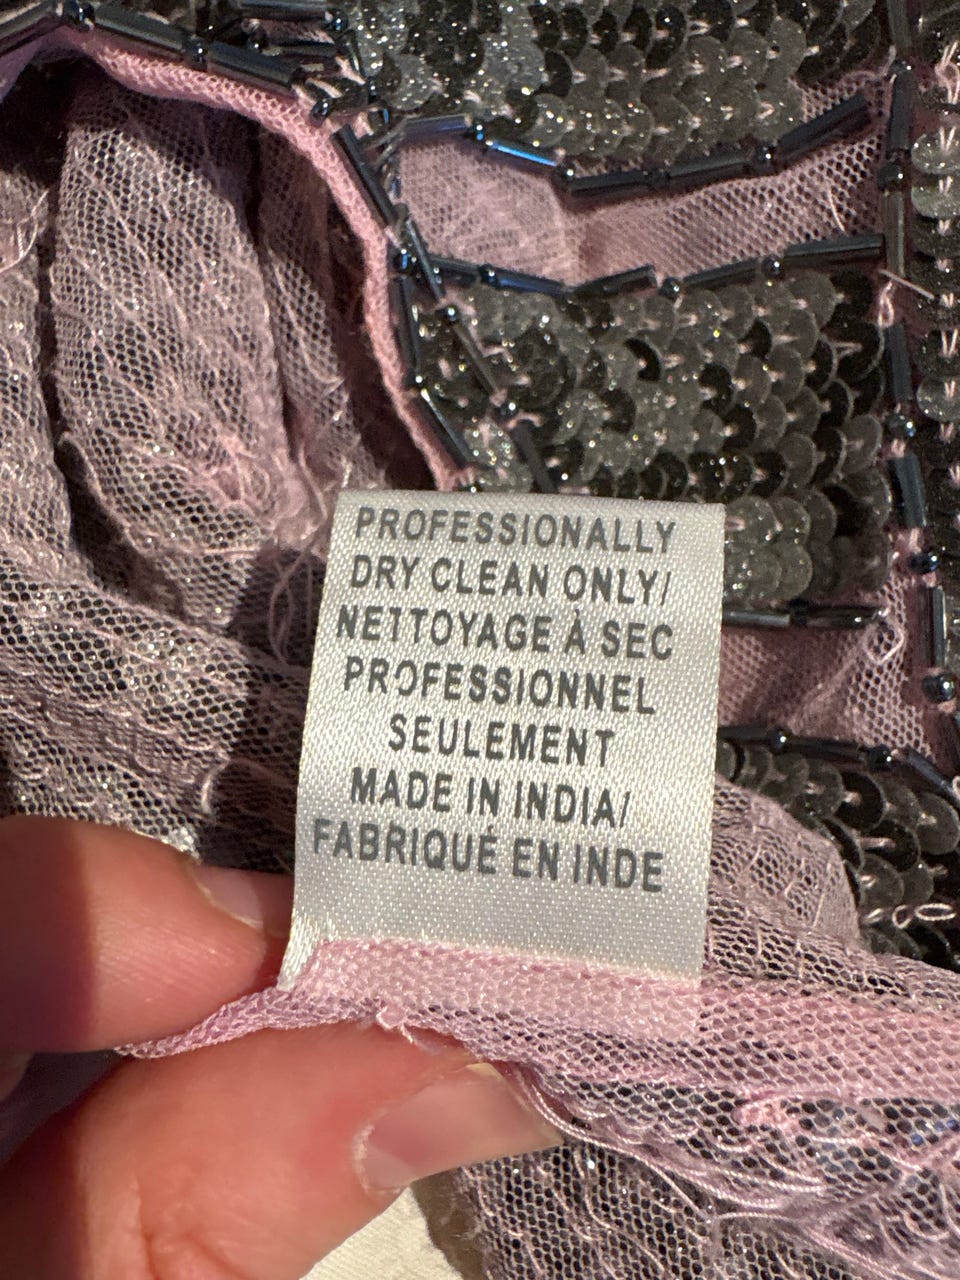 PROFESSIONALLY
DRY CLEAN ONLY/
NETTOYAGE À SEC
PROFESSIONNEL
SEULEMENT
MADE IN INDIA/
FABRIQUÉ EN INDE